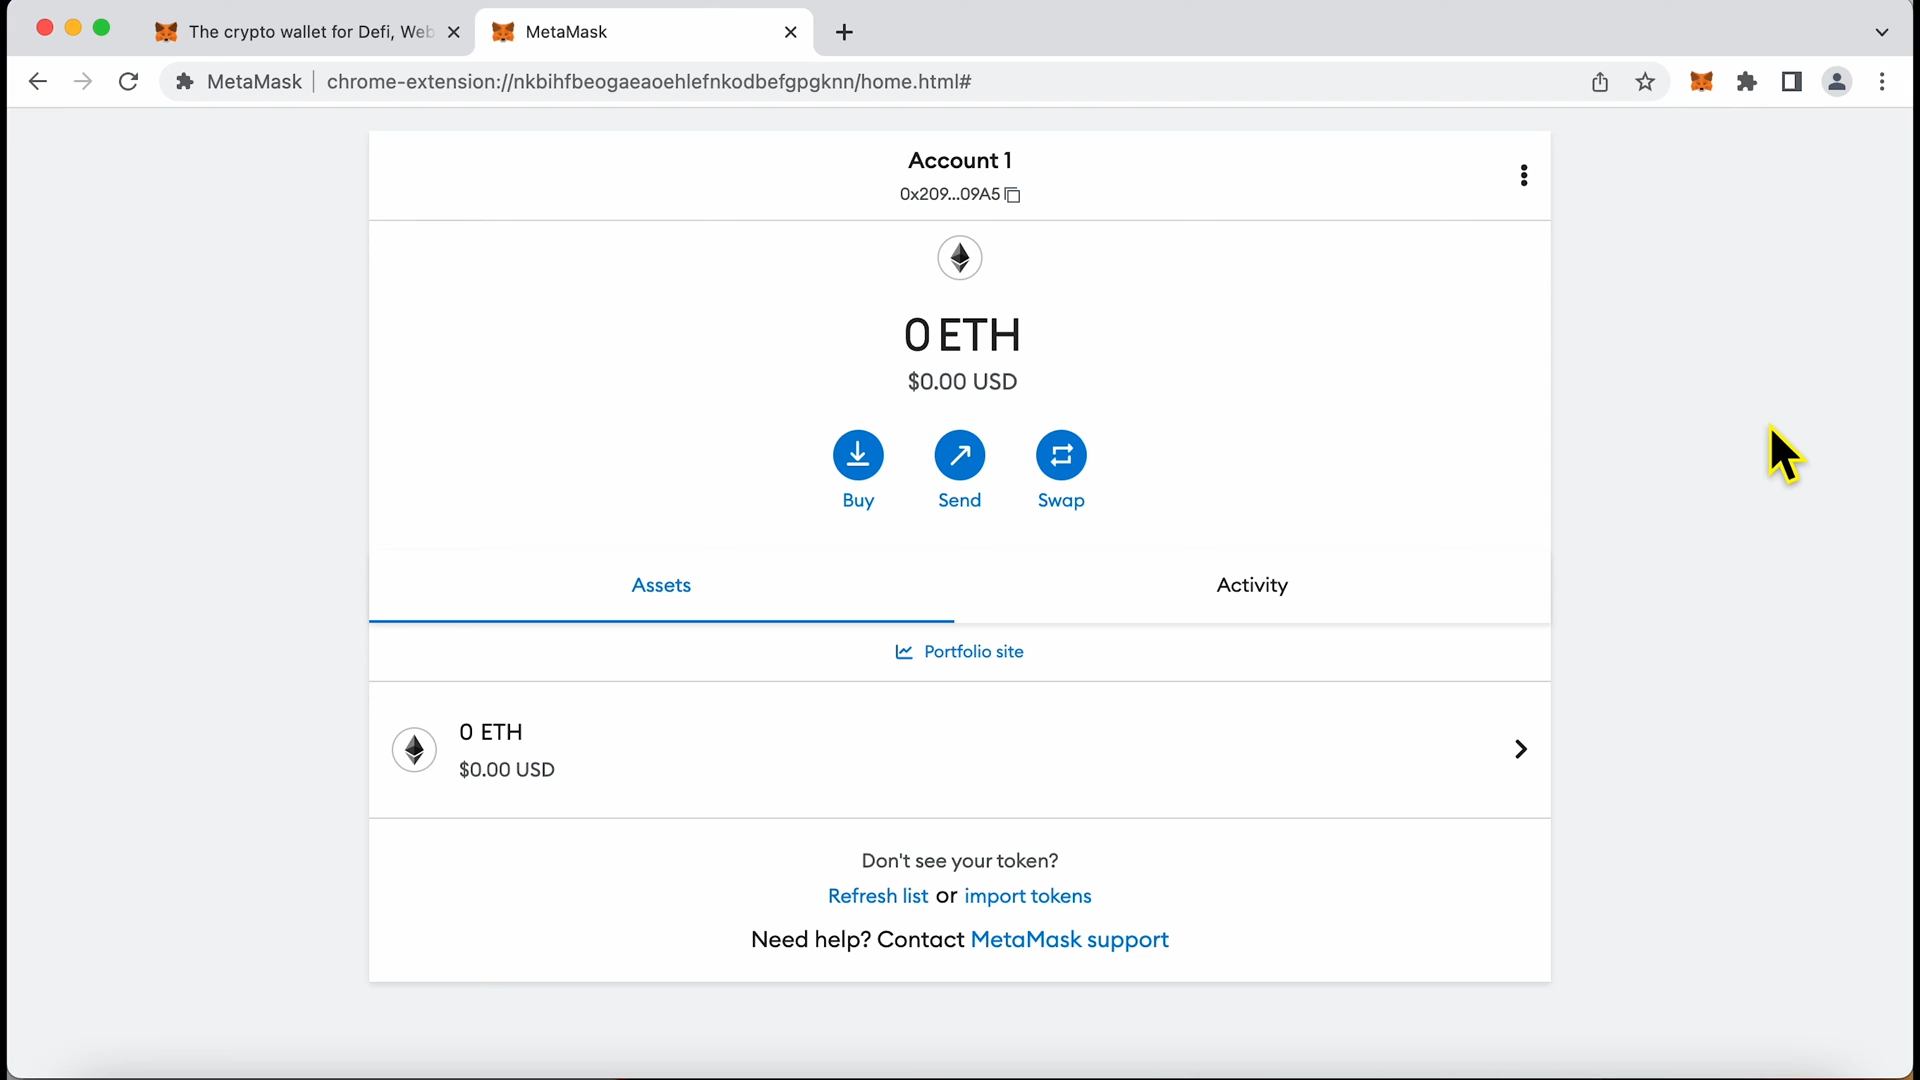 The crypto wallet for Defi, Web
MetaMask
MetaMask
chrome-extension://nkbihfbeogaeaoehlefnkodbefgpgknn/home.html#
Account 1
0x209...09A5
0 ETH
$0.00 USD
Buy
Send
Swap
Assets
Activity
Portfolio site
0 ETH
$0.00 USD
Don't see your token?
Refresh list or import tokens
Need help? Contact MetaMask support